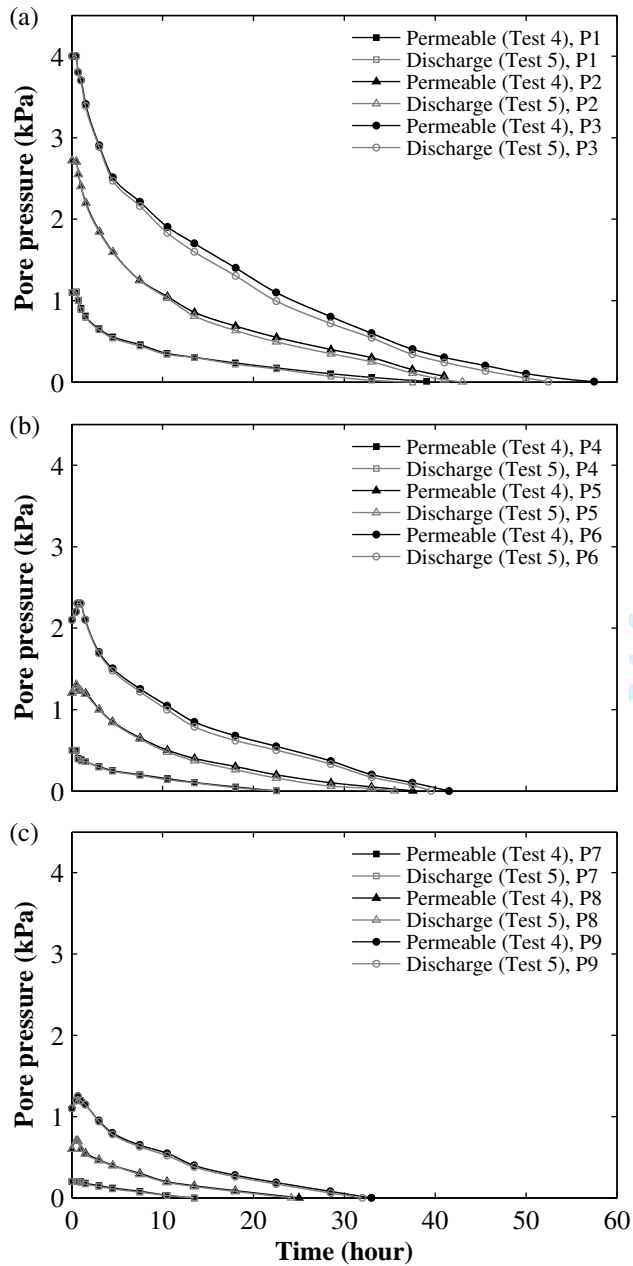 (a)
Permeable (Test 4), P1
Discharge (Test 5), P1
Permeable (Test 4), P2
Discharge (Test 5), P2
Permeable (Test 4), P3
Discharge (Test 5), P3
Pore pressure (kPa)
4
3
2
1
0
(b)
Permeable (Test 4), P4
Discharge (Test 5), P4
Permeable (Test 4), P5
Discharge (Test 5), P5
Permeable (Test 4), P6
Discharge (Test 5), P6
Pore pressure (kPa)
4
3
2
1
0
(c)
Permeable (Test 4), P7
Discharge (Test 5), P7
Permeable (Test 4), P8
Discharge (Test 5), P8
Permeable (Test 4), P9
Discharge (Test 5), P9
Pore pressure (kPa)
4
3
2
1
0
0 10 20 30 40 50 60
Time (hour)